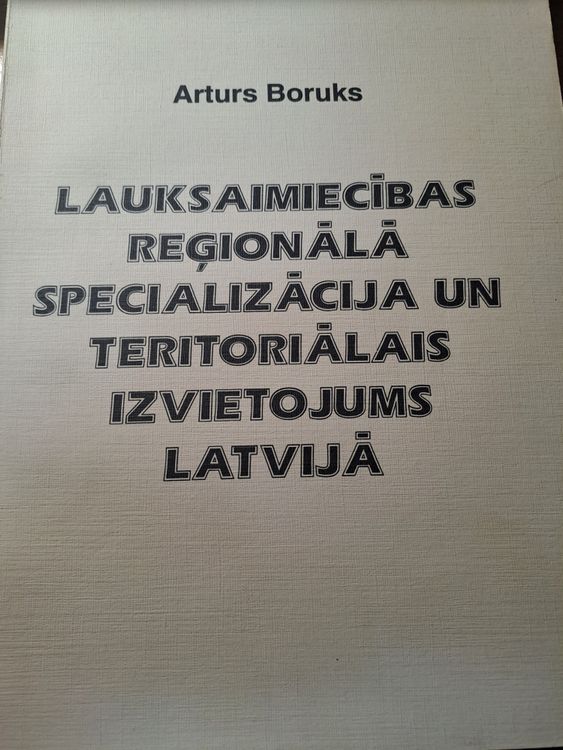 Arturs Boruks
LAUKSAIMIECĪBAS
REĢIONĀLĀ
SPECIALIZĀCIJA UN
TERITORIĀLAIS
IZVIETOJUMS
LATVIJĀ